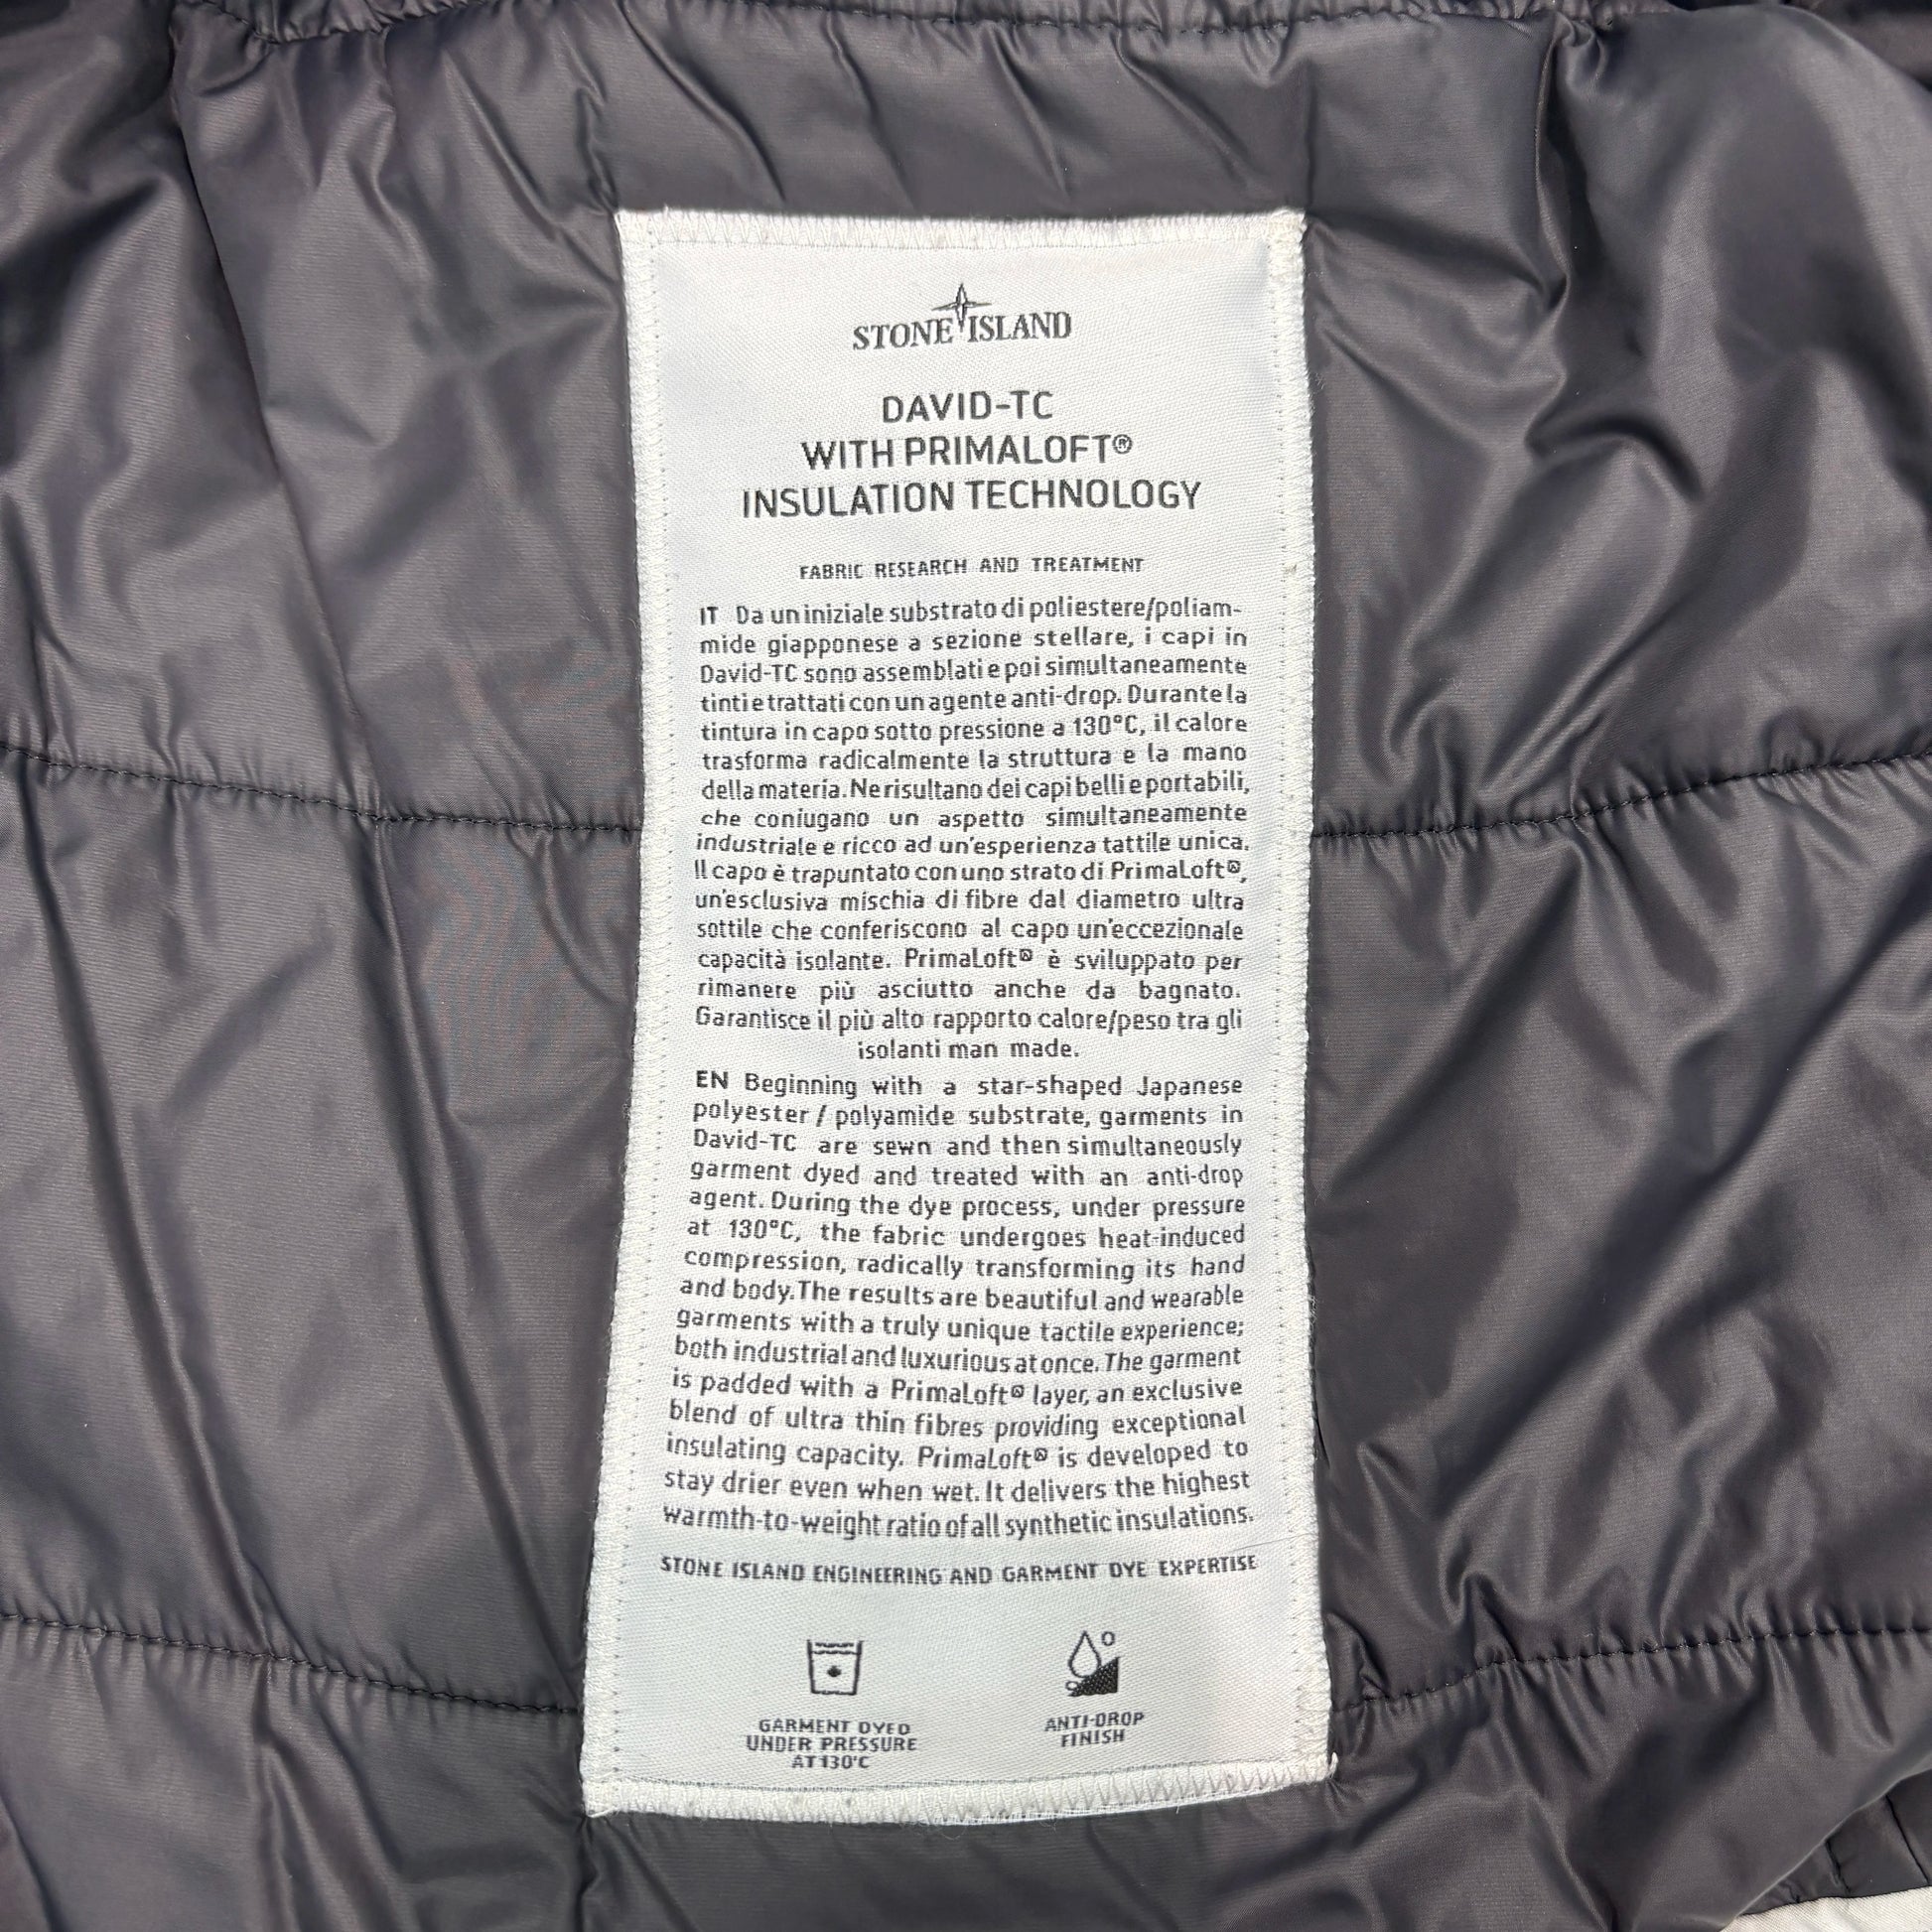 STONE ISLAND
DAVID-TC
WITH PRIMALOFT®
INSULATION TECHNOLOGY
FABRIC RESEARCH AND TREATMENT
IT Da un iniziale substrato di poliestere/poliam-
mide giapponese a sezione stellare, i capi in
David-TC sono assemblati e poi simultaneamente
tinti e trattati con un agente anti-drop. Durante la
tintura in capo sotto pressione a 130°C, il calore
trasforma radicalmente la struttura e la mano
della materia. Ne risultano dei capi belli e portabili,
che coniugano un aspetto simultaneamente
industriale e ricco ad un'esperienza tattile unica.
Il capo è trapuntato con uno strato di PrimaLoft®,
un'esclusiva mischia di fibre dal diametro ultra
sottile che conferiscono al capo un'eccezionale
capacità isolante. PrimaLoft® è sviluppato per
rimanere più asciutto anche da bagnato.
Garantisce il più alto rapporto calore/peso tra gli
isolanti man made.
EN Beginning with a star-shaped Japanese
polyester / polyamide substrate, garments in
David-TC are sewn and then simultaneously
garment dyed and treated with an anti-drop
agent. During the dye process, under pressure
at 130°C, the fabric undergoes heat-induced
compression, radically transforming its hand
and body. The results are beautiful and wearable
garments with a truly unique tactile experience;
both industrial and luxurious at once. The garment
is padded with a PrimaLoft® layer, an exclusive
blend of ultra thin fibres providing exceptional
insulating capacity. PrimaLoft® is developed to
stay drier even when wet. It delivers the highest
warmth-to-weight ratio of all synthetic insulations.
STONE ISLAND ENGINEERING AND GARMENT DYE EXPERTISE
GARMENT DYED
UNDER PRESSURE
AT 130°C
ANTI-DROP
FINISH